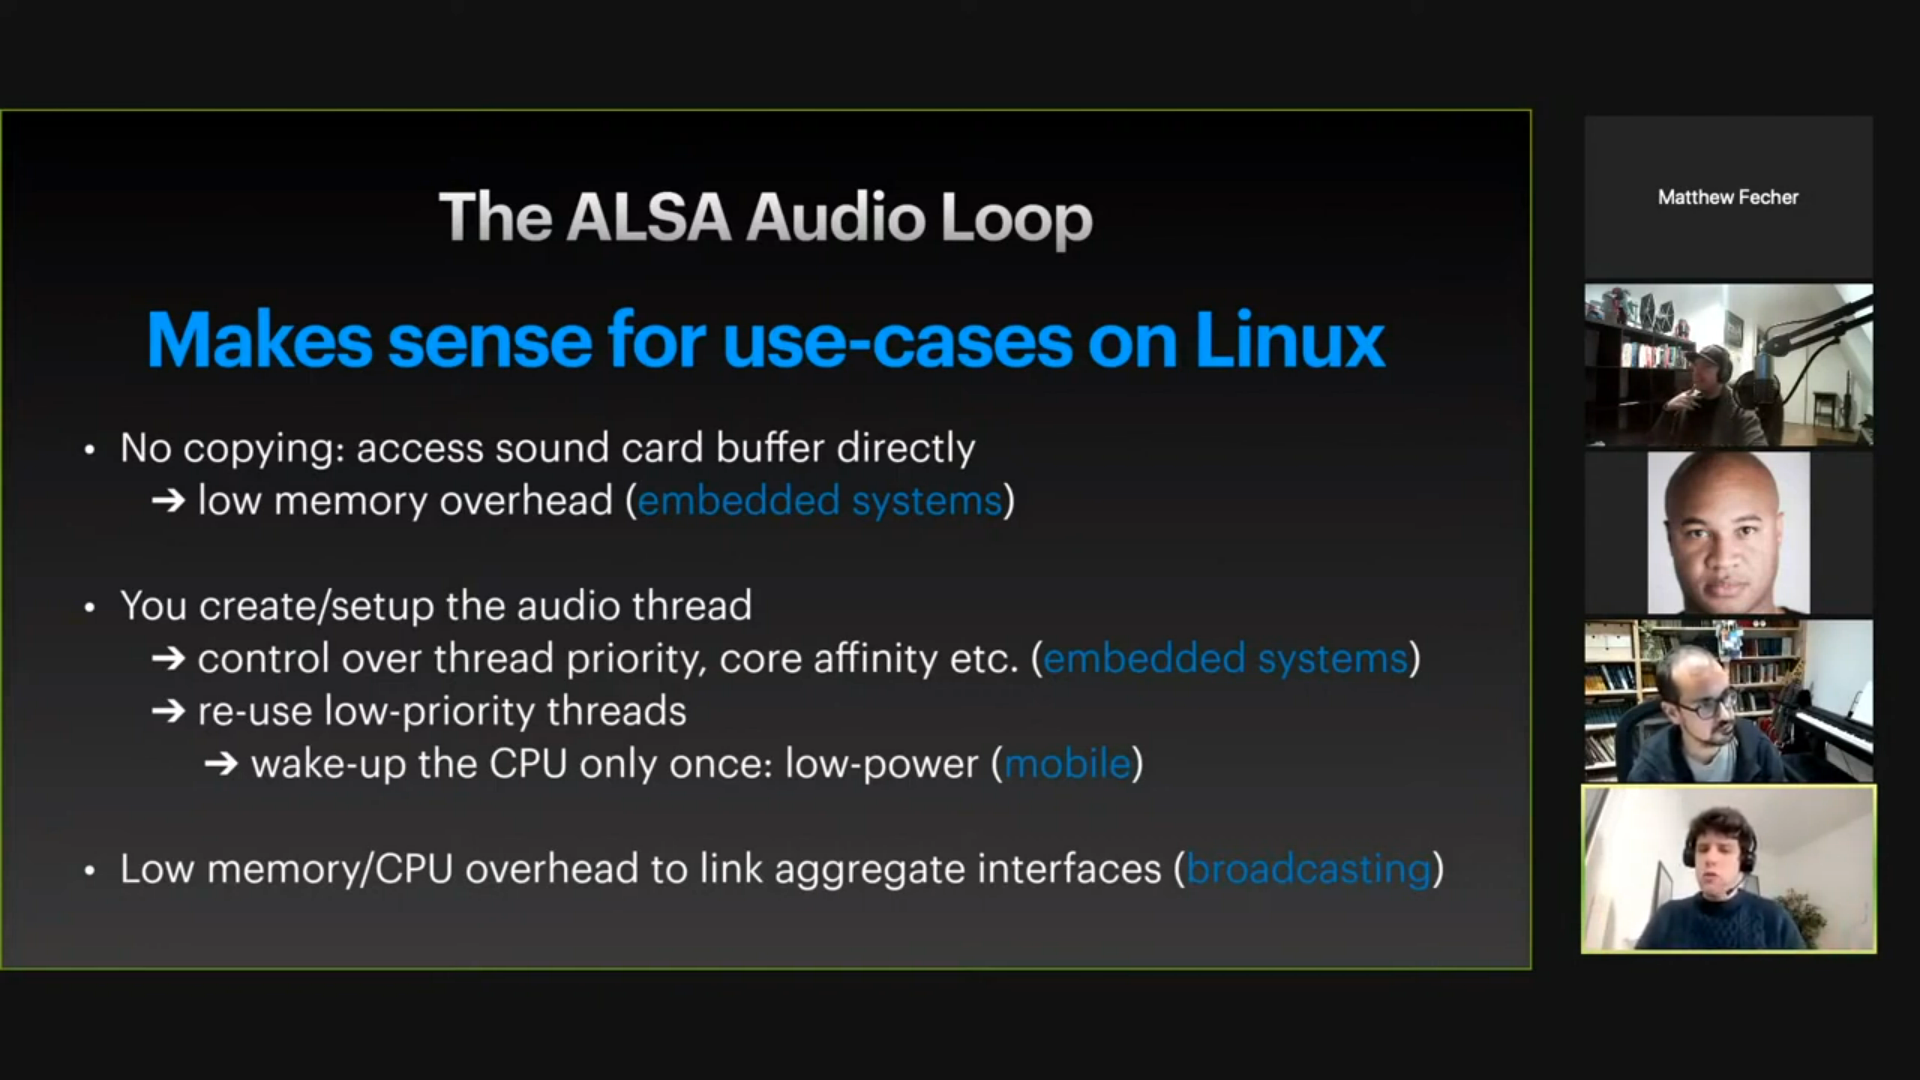 The ALSA Audio Loop
Makes sense for use-cases on Linux
• No copying: access sound card buffer directly
➔ low memory overhead (embedded systems)
• You create/setup the audio thread
➔ control over thread priority, core affinity etc. (embedded systems)
➔ re-use low-priority threads
➔ wake-up the CPU only once: low-power (mobile)
• Low memory/CPU overhead to link aggregate interfaces (broadcasting)
Matthew Fecher